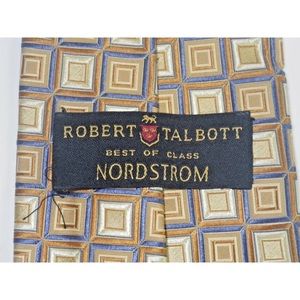 ROBERT TALBOTT
BEST OF CLASS
NORDSTROM